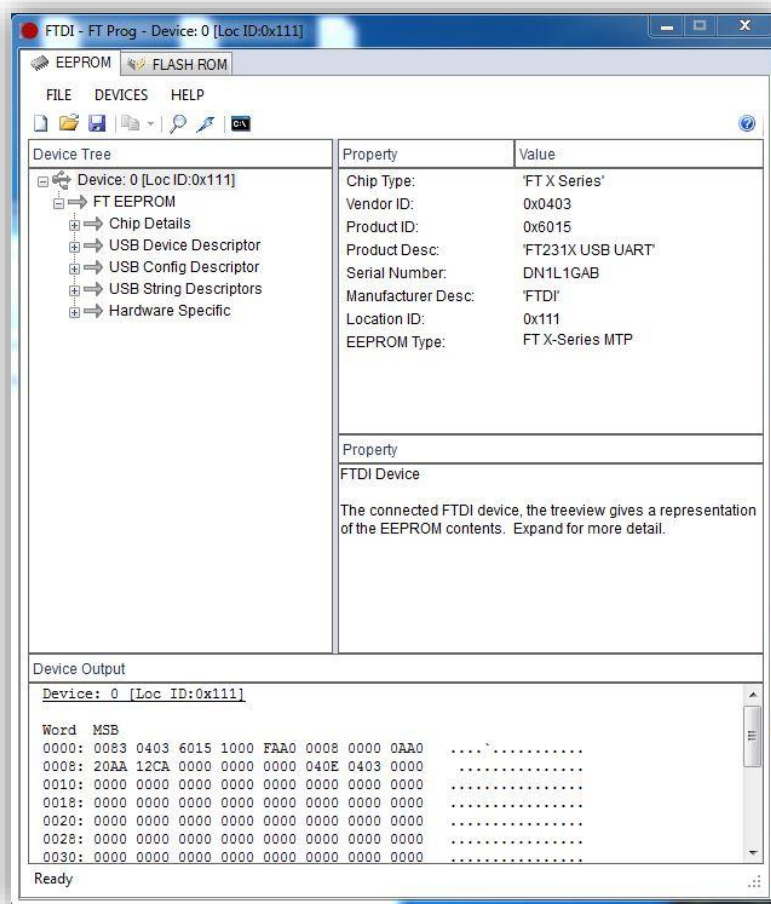 FTDI - FT Prog - Device: 0 [Loc ID:0x111]
EEPROM FLASH ROM
FILE DEVICES HELP
C:\
Device Tree
Device: 0 [Loc ID:0x111]
FT EEPROM
Chip Details
USB Device Descriptor
USB Config Descriptor
USB String Descriptors
Hardware Specific
Property Value
Chip Type: 'FT X Series'
Vendor ID: 0x0403
Product ID: 0x6015
Product Desc: 'FT231X USB UART'
Serial Number: DN1L1GAB
Manufacturer Desc: 'FTDI'
Location ID: 0x111
EEPROM Type: FT X-Series MTP
Property
FTDI Device
The connected FTDI device, the treeview gives a representation
of the EEPROM contents. Expand for more detail.
Device Output
Device: 0 [Loc ID:0x111]
Word MSB
0000: 0083 0403 6015 1000 FAA0 0008 0000 0AA0 ....`...........
0008: 20AA 12CA 0000 0000 0000 040E 0403 0000 ...............
0010: 0000 0000 0000 0000 0000 0000 0000 0000 ................
0018: 0000 0000 0000 0000 0000 0000 0000 0000 ................
0020: 0000 0000 0000 0000 0000 0000 0000 0000 ................
0028: 0000 0000 0000 0000 0000 0000 0000 0000 ................
0030: 0000 0000 0000 0000 0000 0000 0000 0000 ................
Ready